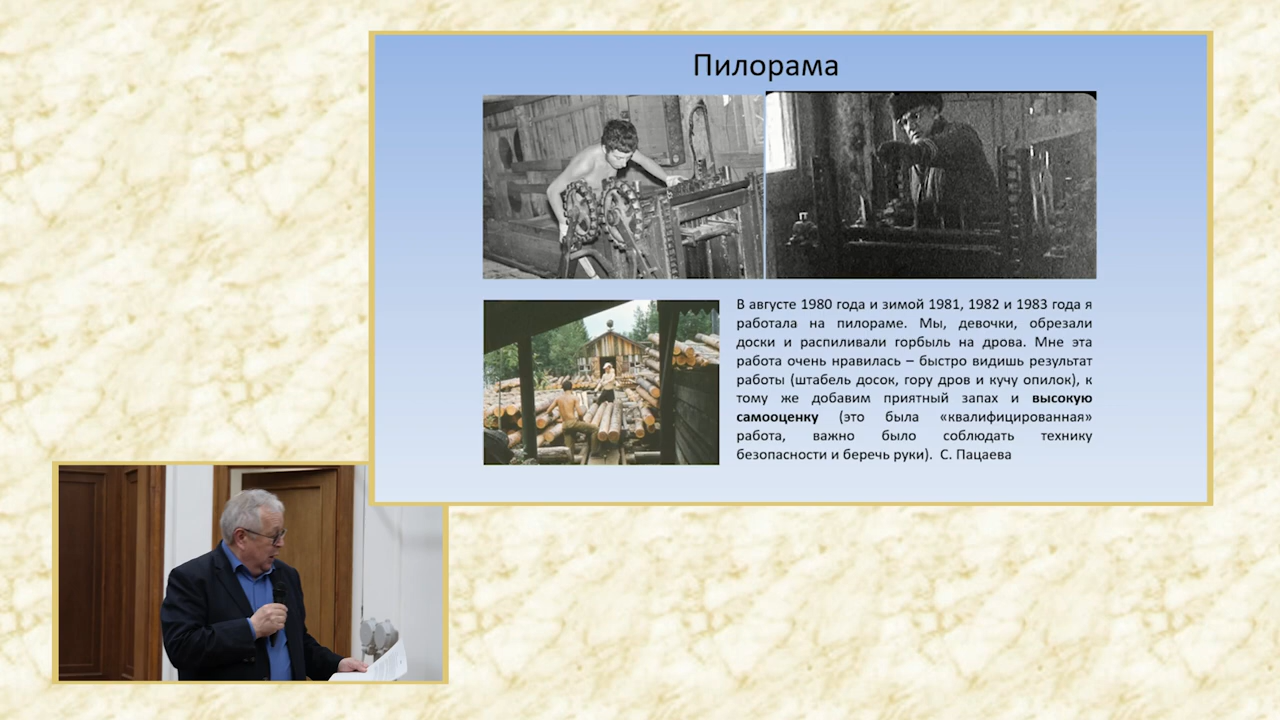 Пилорама
В августе 1980 года и зимой 1981, 1982 и 1983 года я
работала на пилораме. Мы, девочки, обрезали
доски и распиливали горбыль на дрова. Мне эта
работа очень нравилась – быстро видишь результат
работы (штабель досок, гору дров и кучу опилок), к
тому же добавим приятный запах и высокую
самооценку (это была «квалифицированная»
работа, важно было соблюдать технику
безопасности и беречь руки). С. Пацаева